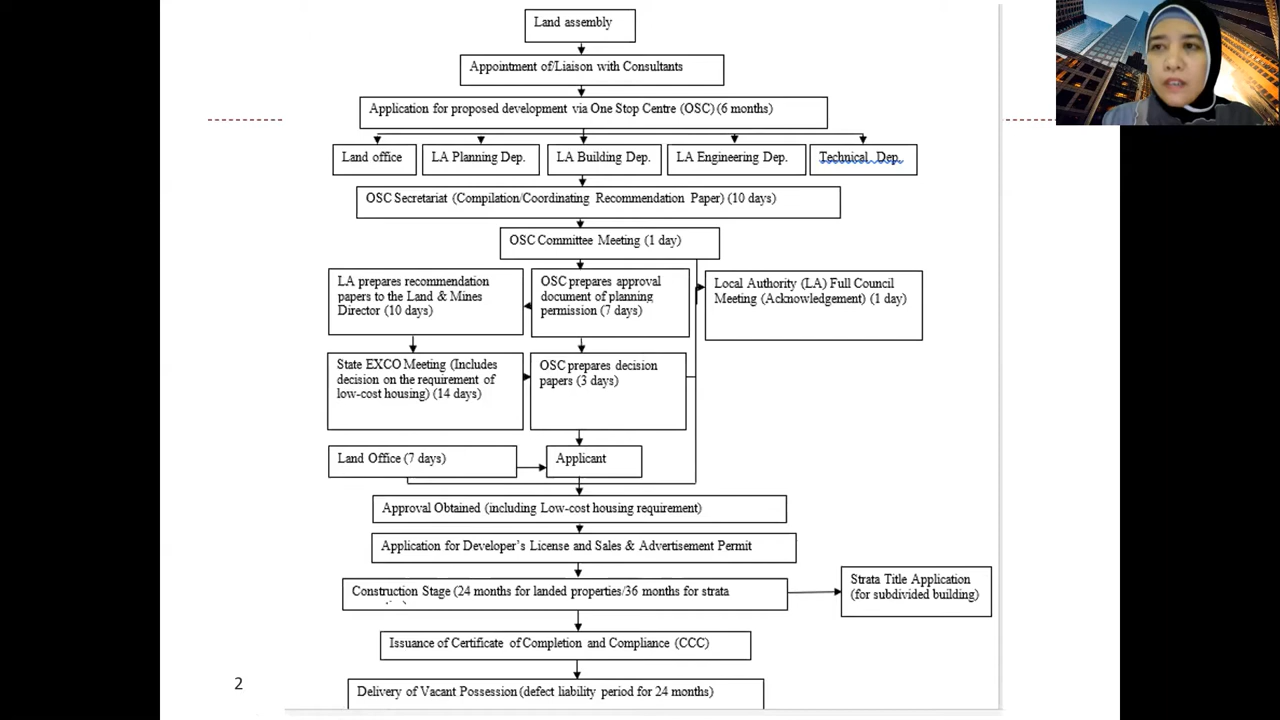 Land assembly
Appointment of/Liaison with Consultants
Application for proposed development via One Stop Centre (OSC) (6 months)
Land office
LA Planning Dep.
LA Building Dep.
LA Engineering Dep.
Technical Dep.
OSC Secretariat (Compilation/Coordinating Recommendation Paper) (10 days)
OSC Committee Meeting (1 day)
LA prepares recommendation
papers to the Land & Mines
Director (10 days)
OSC prepares approval
document of planning
permission (7 days)
Local Authority (LA) Full Council
Meeting (Acknowledgement) (1 day)
State EXCO Meeting (Includes
decision on the requirement of
low-cost housing) (14 days)
OSC prepares decision
papers (3 days)
Land Office (7 days)
Applicant
Approval Obtained (including Low-cost housing requirement)
Application for Developer’s License and Sales & Advertisement Permit
Construction Stage (24 months for landed properties/36 months for strata
Strata Title Application
(for subdivided building)
Issuance of Certificate of Completion and Compliance (CCC)
Delivery of Vacant Possession (defect liability period for 24 months)
2